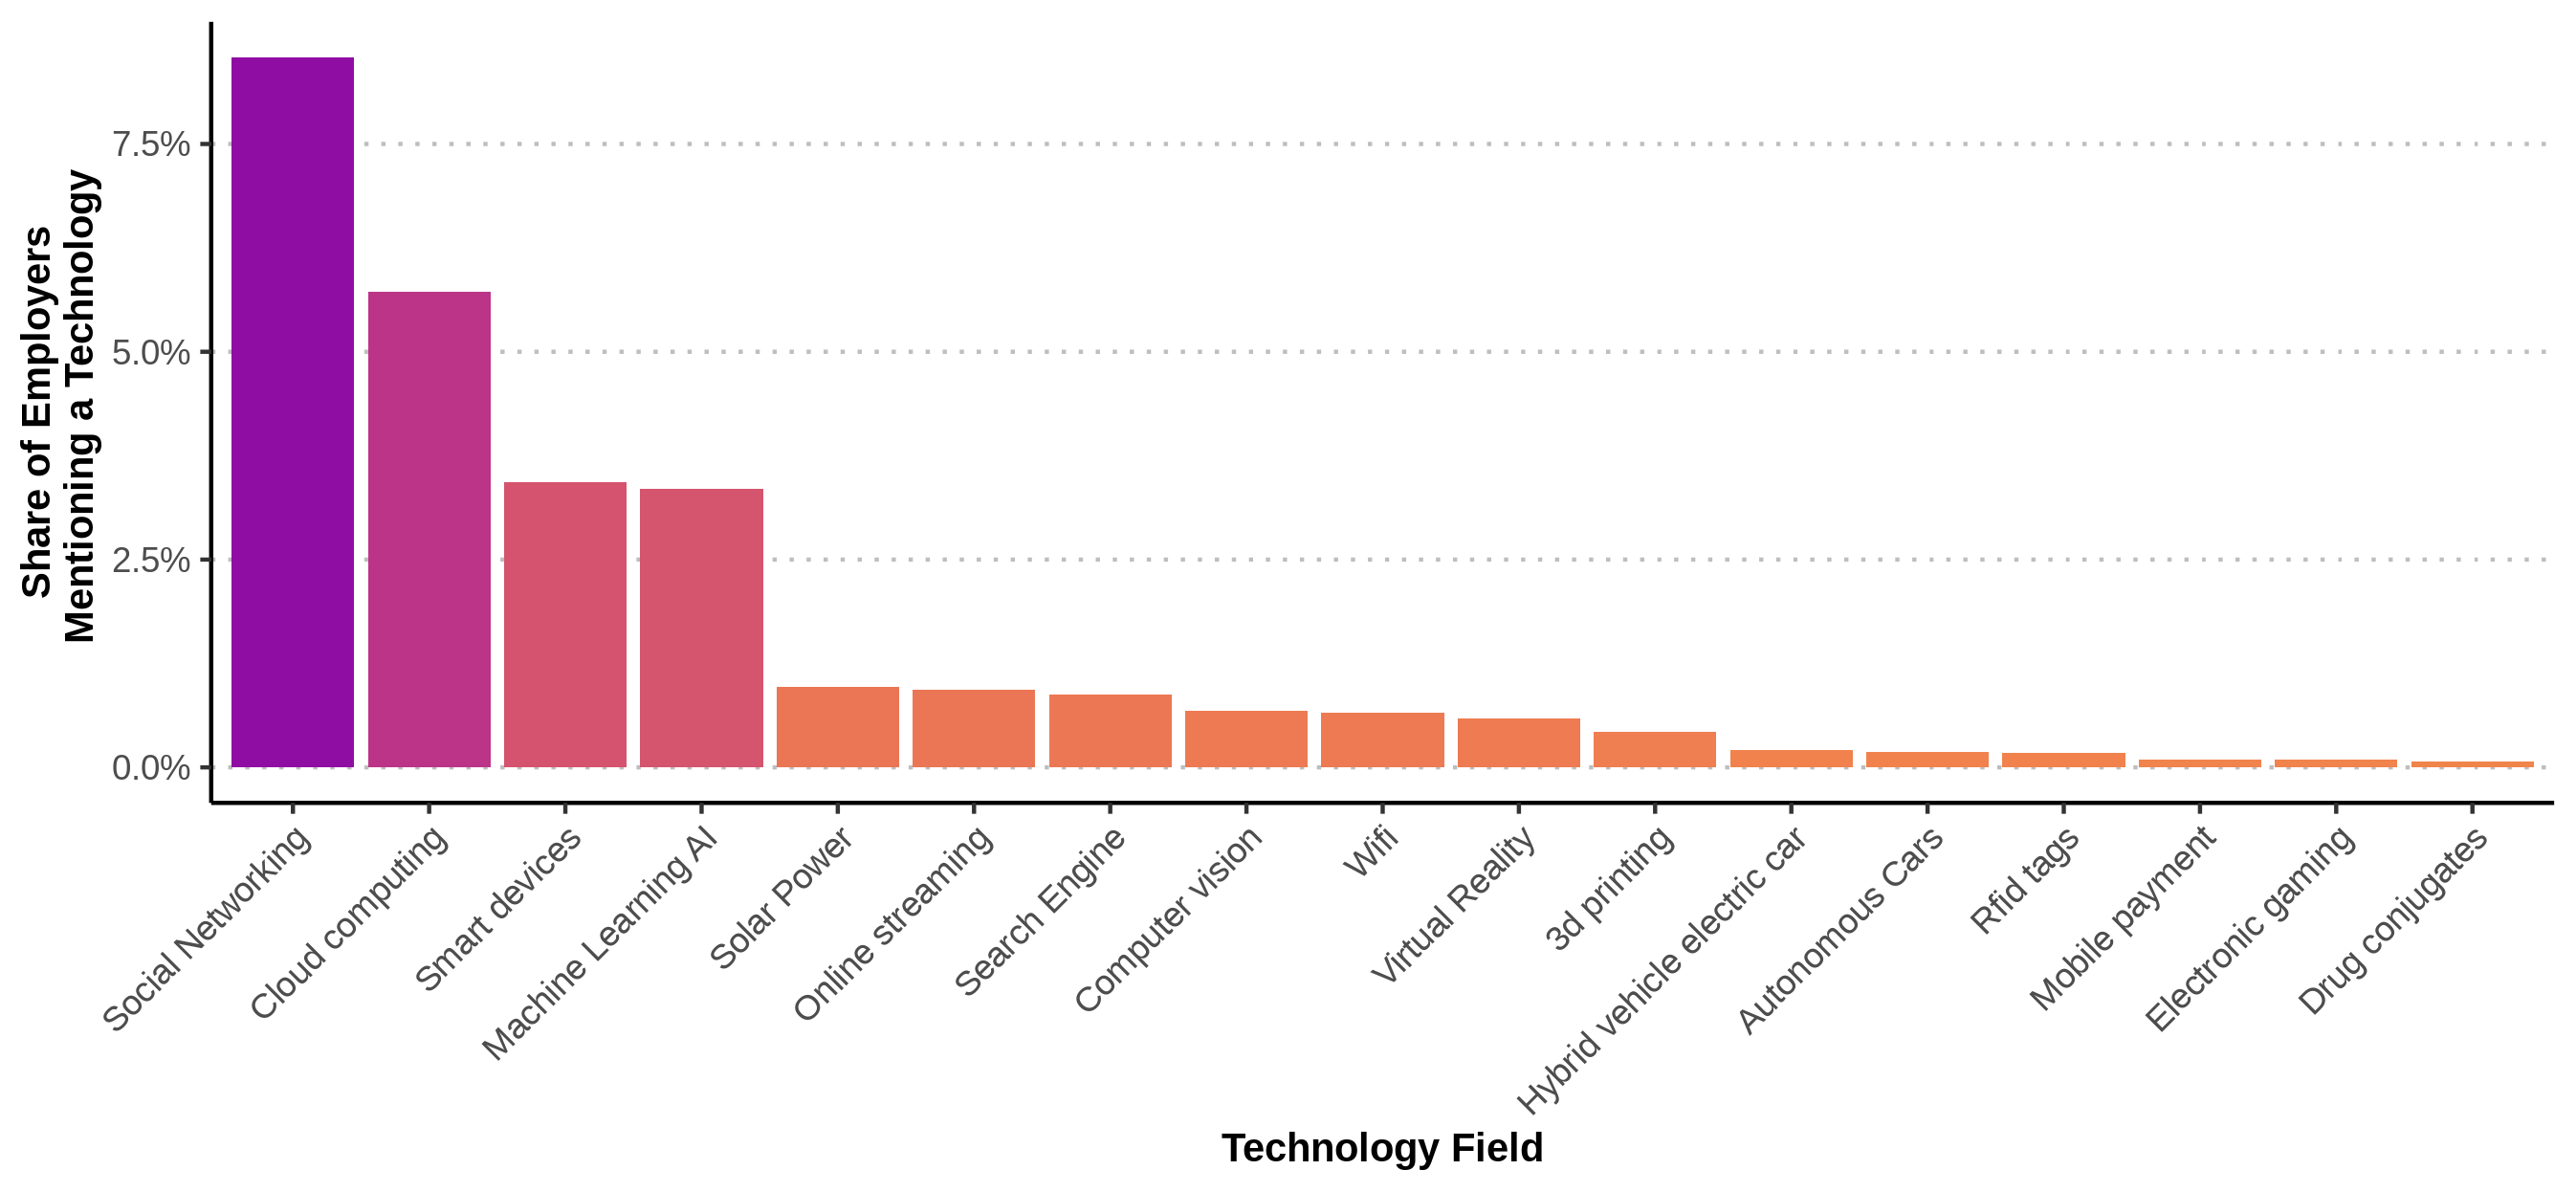 Share of Employers
Mentioning a Technology
7.5%
5.0%
2.5%
0.0%
Social Networking
Cloud computing
Smart devices
Machine Learning AI
Solar Power
Online streaming
Search Engine
Computer vision
Wifi
Virtual Reality
3d printing
Hybrid vehicle electric car
Autonomous Cars
Rfid tags
Mobile payment
Electronic gaming
Drug conjugates
Technology Field